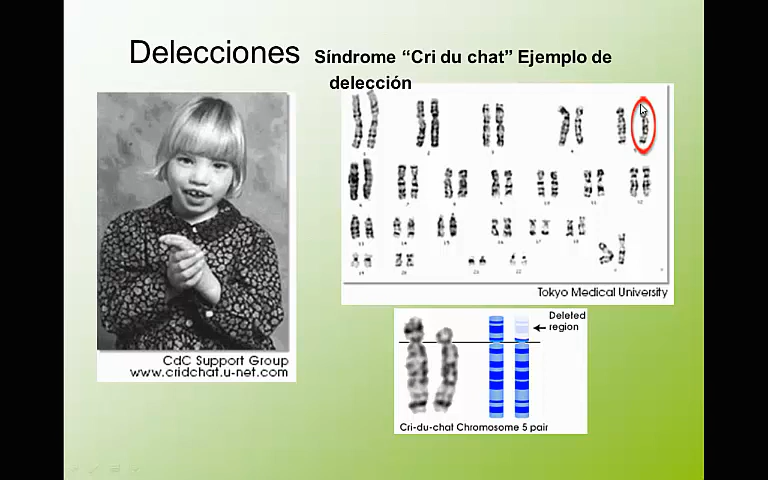 Delecciones Síndrome “Cri du chat” Ejemplo de
delección
Tokyo Medical University
CdC Support Group
www.cridchat.u-net.com
Deleted
region
Cri-du-chat Chromosome 5 pair